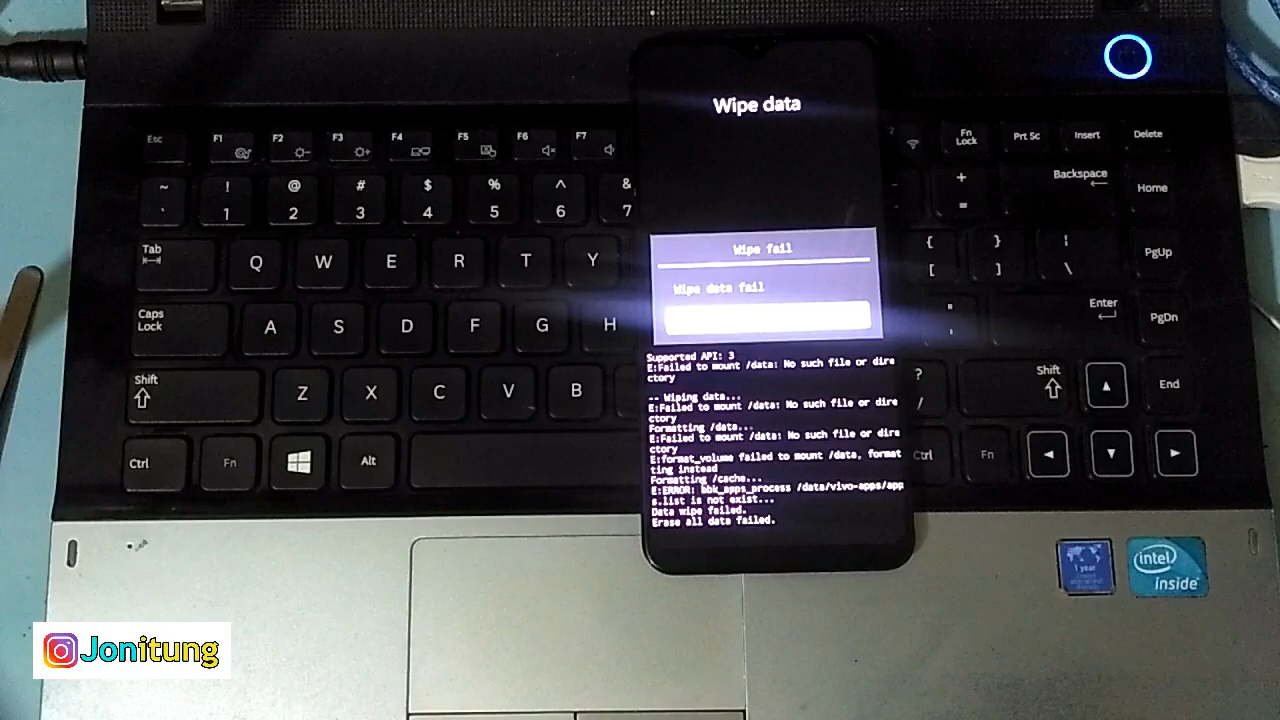 Wipe data
Wipe fail
Wipe data fail
Supported API: 3
E:Failed to mount /data: No such file or dire
ctory
-- Wiping data...
E:Failed to mount /data: No such file or dire
ctory
Formatting /data...
E:Failed to mount /data: No such file or dire
ctory
E:format_volume failed to mount /data, format
ting instead
Formatting /cache...
E:ERROR: bbk_apps_process /data/vivo-apps/app
s.list is not exist...
Data wipe failed.
Erase all data failed.
Esc F1 F2 F3 F4 F5 F6 F7 Fn Lock Prt Sc Insert Delete
~ ! @ # $ % ^ & + Backspace Home
` 1 2 3 4 5 6 7 - =
Tab Q W E R T Y { } ¦ PgUp
[ ] \
Caps Lock A S D F G H " ' Enter PgDn
Shift Z X C V B ? / Shift End
Ctrl Fn Alt Ctrl Fn
1 year
intel
inside
Jonitung